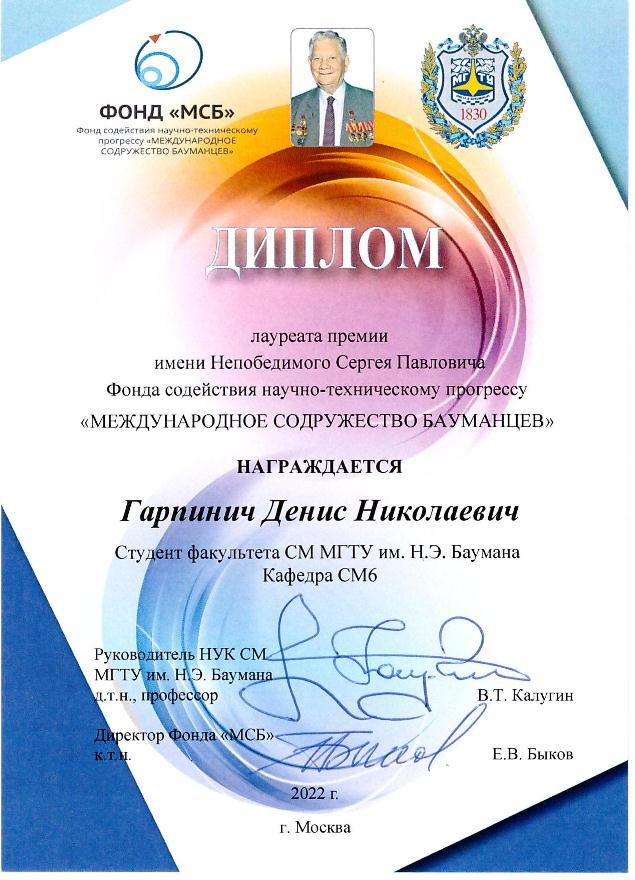 ФОНД «МСБ»
Фонд содействия научно-техническому
прогрессу «МЕЖДУНАРОДНОЕ
СОДРУЖЕСТВО БАУМАНЦЕВ»
МГТУ
1830
ДИПЛОМ
лауреата премии
имени Непобедимого Сергея Павловича
Фонда содействия научно-техническому прогрессу
«МЕЖДУНАРОДНОЕ СОДРУЖЕСТВО БАУМАНЦЕВ»
НАГРАЖДАЕТСЯ
Гарпинич Денис Николаевич
Студент факультета СМ МГТУ им. Н.Э. Баумана
Кафедра СМ6
Руководитель НУК СМ
МГТУ им. Н.Э. Баумана
д.т.н., профессор В.Т. Калугин
Директор Фонда «МСБ»
к.т.н. Е.В. Быков
2022 г.
г. Москва